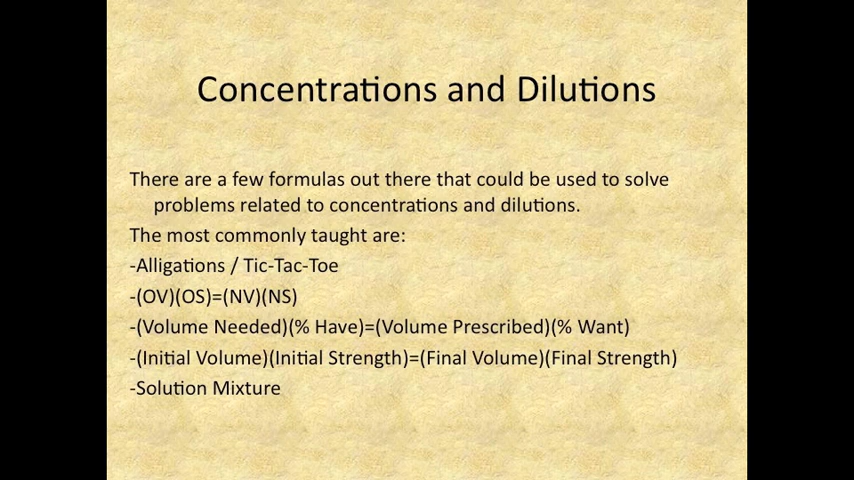 Concentrations and Dilutions
There are a few formulas out there that could be used to solve
problems related to concentrations and dilutions.
The most commonly taught are:
-Alligations / Tic-Tac-Toe
-(OV)(OS)=(NV)(NS)
-(Volume Needed)(% Have)=(Volume Prescribed)(% Want)
-(Initial Volume)(Initial Strength)=(Final Volume)(Final Strength)
-Solution Mixture